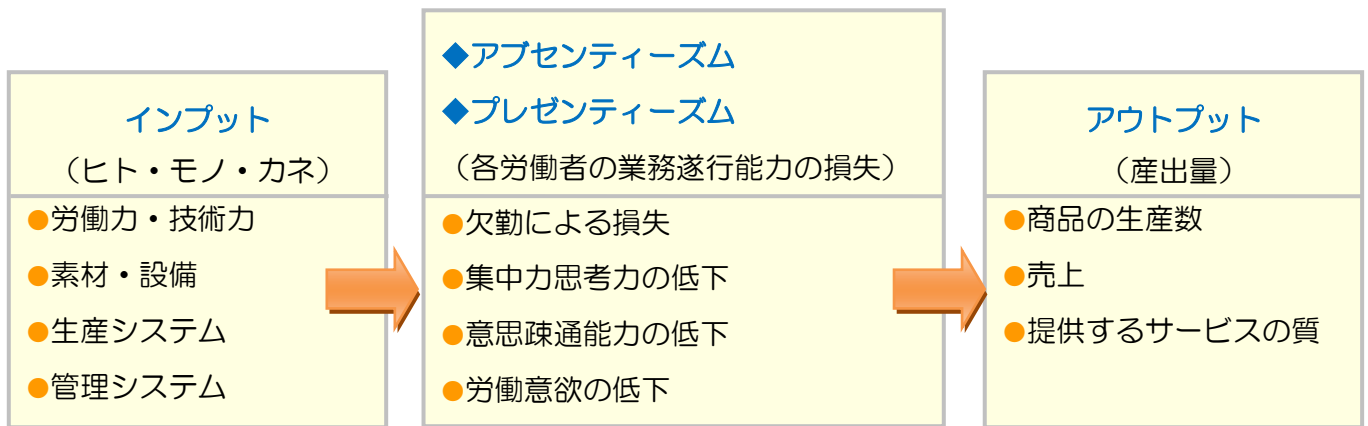 インプット
（ヒト・モノ・カネ）
●労働力・技術力
●素材・設備
●生産システム
●管理システム
◆アブセンティーズム
◆プレゼンティーズム
（各労働者の業務遂行能力の損失）
●欠勤による損失
●集中力思考力の低下
●意思疎通能力の低下
●労働意欲の低下
アウトプット
（産出量）
●商品の生産数
●売上
●提供するサービスの質